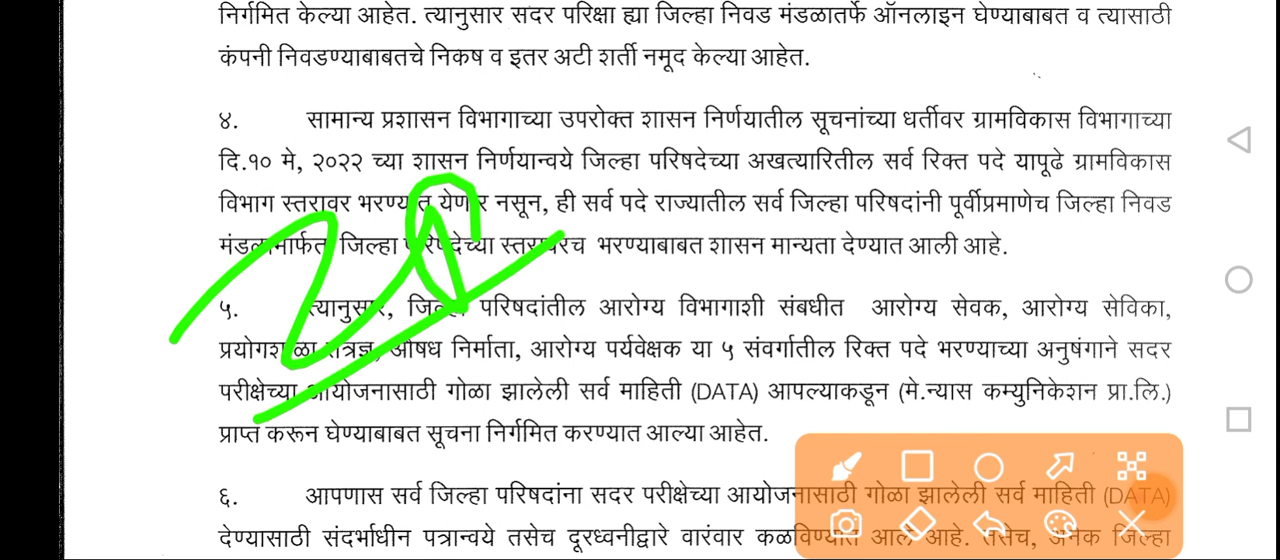 निर्गमित केल्या आहेत. त्यानुसार सदर परिक्षा ह्या जिल्हा निवड मंडळातर्फे ऑनलाइन घेण्याबाबत व त्यासाठी
कंपनी निवडण्याबाबतचे निकष व इतर अटी शर्ती नमूद केल्या आहेत.
४. सामान्य प्रशासन विभागाच्या उपरोक्त शासन निर्णयातील सूचनांच्या धर्तीवर ग्रामविकास विभागाच्या
दि.१० मे, २०२२ च्या शासन निर्णयान्वये जिल्हा परिषदेच्या अखत्यारितील सर्व रिक्त पदे यापूढे ग्रामविकास
विभाग स्तरावर भरण्यात येणार नसून, ही सर्व पदे राज्यातील सर्व जिल्हा परिषदांनी पूर्वीप्रमाणेच जिल्हा निवड
मंडळामार्फत जिल्हा परिषदेच्या स्तरावरच भरण्याबाबत शासन मान्यता देण्यात आली आहे.
५. त्यानुसार, जिल्हा परिषदांतील आरोग्य विभागाशी संबधीत आरोग्य सेवक, आरोग्य सेविका,
प्रयोगशाळा तंत्रज्ञ, औषध निर्माता, आरोग्य पर्यवेक्षक या ५ संवर्गातील रिक्त पदे भरण्याच्या अनुषंगाने सदर
परीक्षेच्या आयोजनासाठी गोळा झालेली सर्व माहिती (DATA) आपल्याकडून (मे.न्यास कम्युनिकेशन प्रा.लि.)
प्राप्त करून घेण्याबाबत सूचना निर्गमित करण्यात आल्या आहेत.
६. आपणास सर्व जिल्हा परिषदांना सदर परीक्षेच्या आयोजनासाठी गोळा झालेली सर्व माहिती (DATA)
देण्यासाठी संदर्भाधीन पत्रान्वये तसेच दूरध्वनीद्वारे वारंवार कळविण्यात आले आहे. तसेच, अनेक जिल्हा